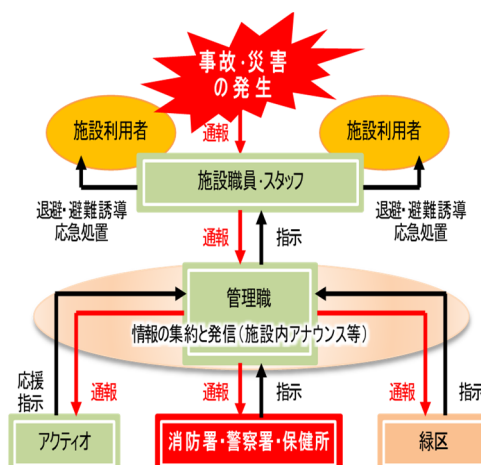 事故・災害
の発生
通報
施設利用者
施設利用者
施設職員・スタッフ
退避・避難誘導
応急処置
退避・避難誘導
応急処置
通報
指示
管理職
情報の集約と発信（施設内アナウンス等）
応援
指示
通報
通報
指示
通報
指示
アクティオ
消防署・警察署・保健所
緑区